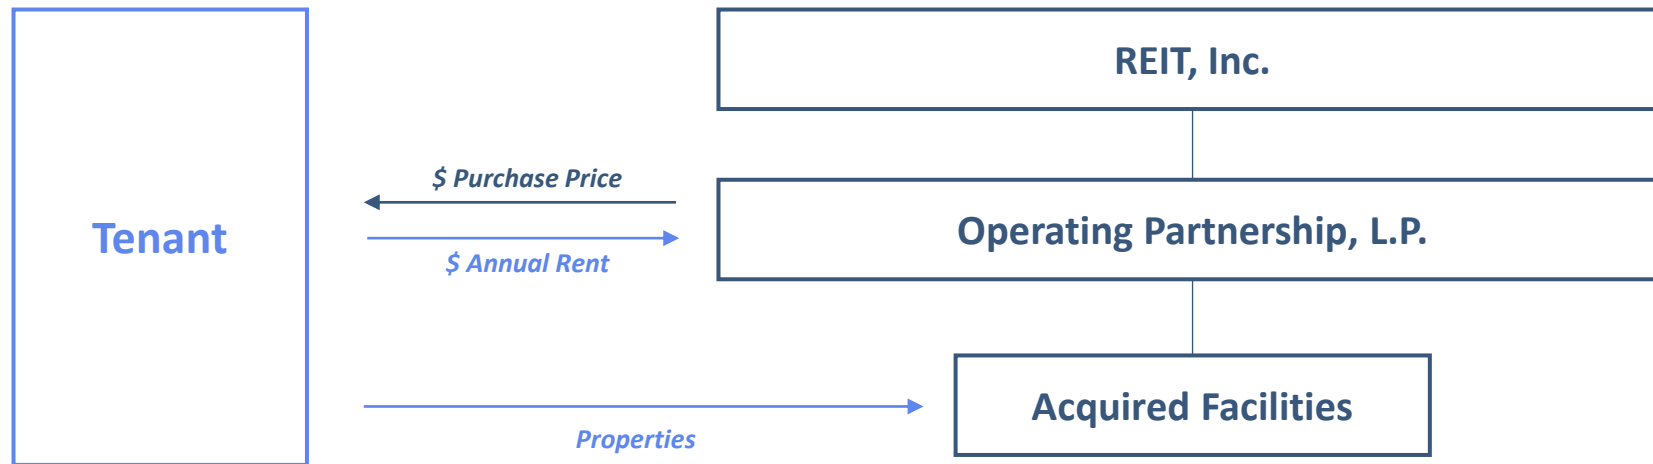 REIT, Inc.
$ Purchase Price
Tenant
Operating Partnership, L.P.
$ Annual Rent
Acquired Facilities
Properties